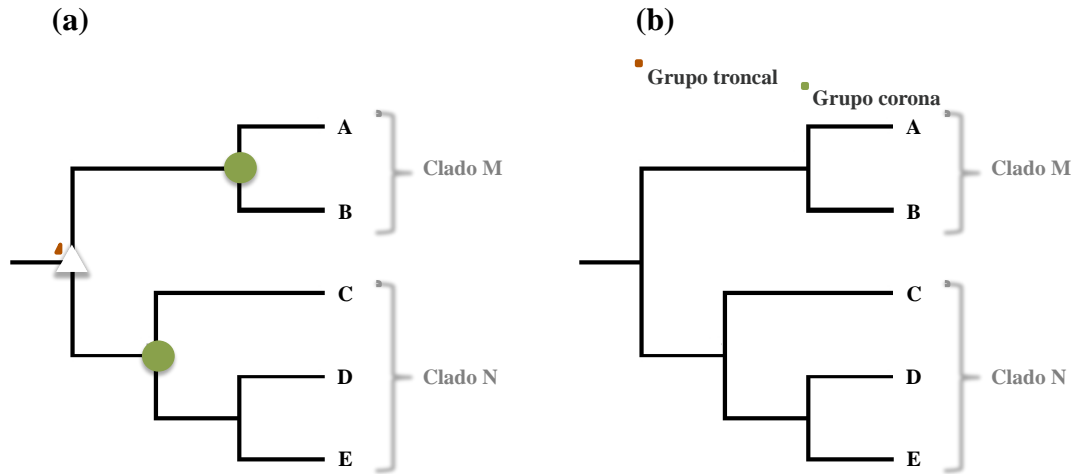 (a)
A
Clado M
B
C
D
Clado N
E
(b)
Grupo troncal
Grupo corona
A
Clado M
B
C
D
Clado N
E